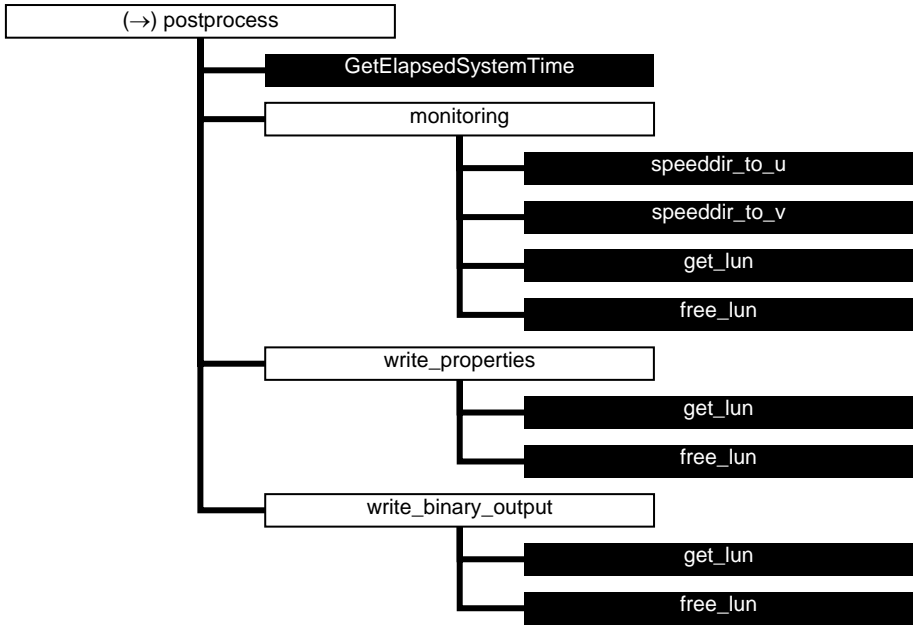 (→) postprocess
GetElapsedSystemTime
monitoring
speeddir_to_u
speeddir_to_v
get_lun
free_lun
write_properties
get_lun
free_lun
write_binary_output
get_lun
free_lun